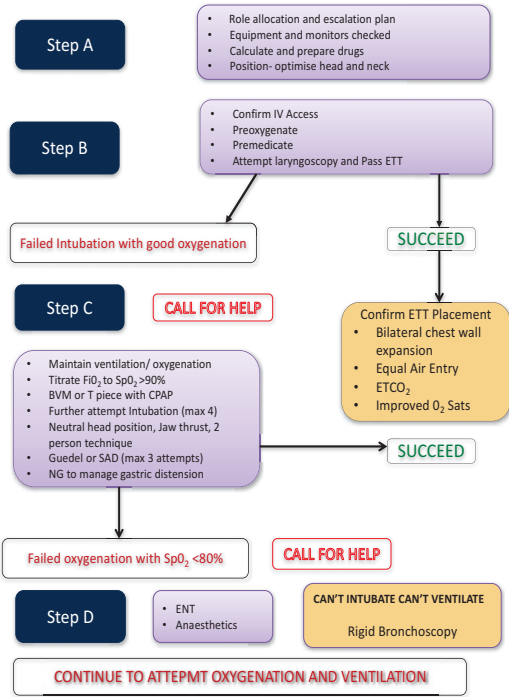 Step A
• Role allocation and escalation plan
• Equipment and monitors checked
• Calculate and prepare drugs
• Position- optimise head and neck
Step B
• Confirm IV Access
• Preoxygenate
• Premedicate
• Attempt laryngoscopy and Pass ETT
Failed Intubation with good oxygenation
SUCCEED
Step C
CALL FOR HELP
Confirm ETT Placement
• Bilateral chest wall
expansion
• Equal Air Entry
• ETCO₂
• Improved 0₂ Sats
• Maintain ventilation/ oxygenation
• Titrate Fi0₂ to Sp0₂ >90%
• BVM or T piece with CPAP
• Further attempt Intubation (max 4)
• Neutral head position, Jaw thrust, 2
person technique
• Guedel or SAD (max 3 attempts)
• NG to manage gastric distension
SUCCEED
Failed oxygenation with Sp0₂ <80%
CALL FOR HELP
Step D
• ENT
• Anaesthetics
CAN'T INTUBATE CAN'T VENTILATE
Rigid Bronchoscopy
CONTINUE TO ATTEPMT OXYGENATION AND VENTILATION